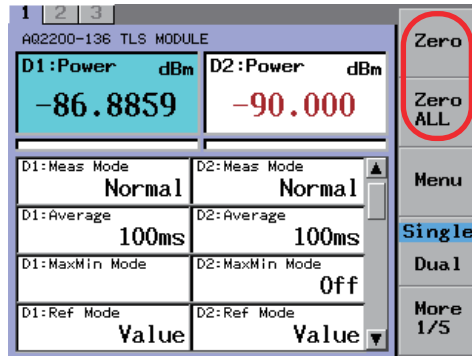 1 2 3
AQ2200-136 TLS MODULE
D1:Power dBm
-86.8859
D2:Power dBm
-90.000
D1:Meas Mode
Normal
D2:Meas Mode
Normal
D1:Average
100ms
D2:Average
100ms
D1:MaxMin Mode
D2:MaxMin Mode
Off
D1:Ref Mode
Value
D2:Ref Mode
Value
Zero
Zero
ALL
Menu
Single
Dual
More
1/5